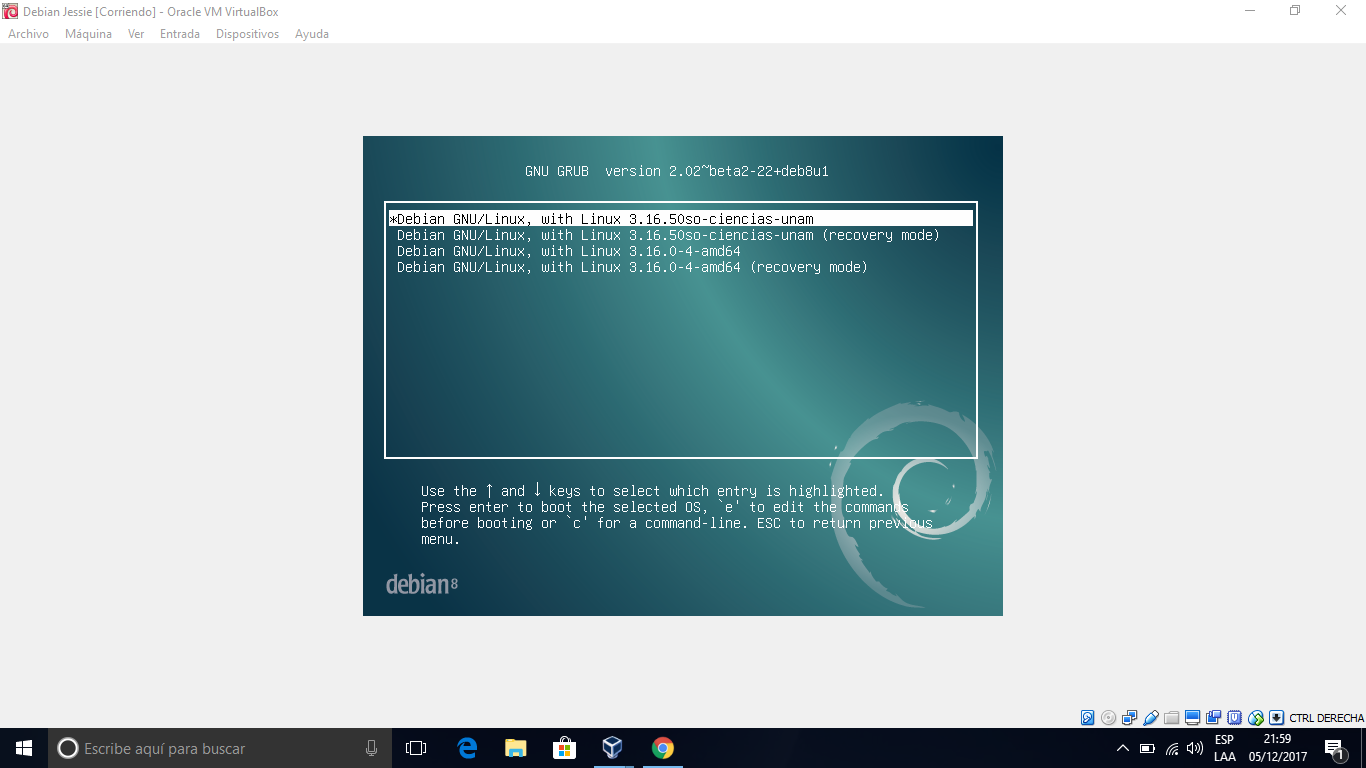 Debian Jessie [Corriendo] - Oracle VM VirtualBox
Archivo Máquina Ver Entrada Dispositivos Ayuda
GNU GRUB version 2.02~beta2-22+deb8u1
*Debian GNU/Linux, with Linux 3.16.50so-ciencias-unam
Debian GNU/Linux, with Linux 3.16.50so-ciencias-unam (recovery mode)
Debian GNU/Linux, with Linux 3.16.0-4-amd64
Debian GNU/Linux, with Linux 3.16.0-4-amd64 (recovery mode)
Use the ↑ and ↓ keys to select which entry is highlighted.
Press enter to boot the selected OS, `e' to edit the commands
before booting or `c' for a command-line. ESC to return previous
menu.
debian8
CTRL DERECHA
Escribe aquí para buscar
ESP
LAA
21:59
05/12/2017
1